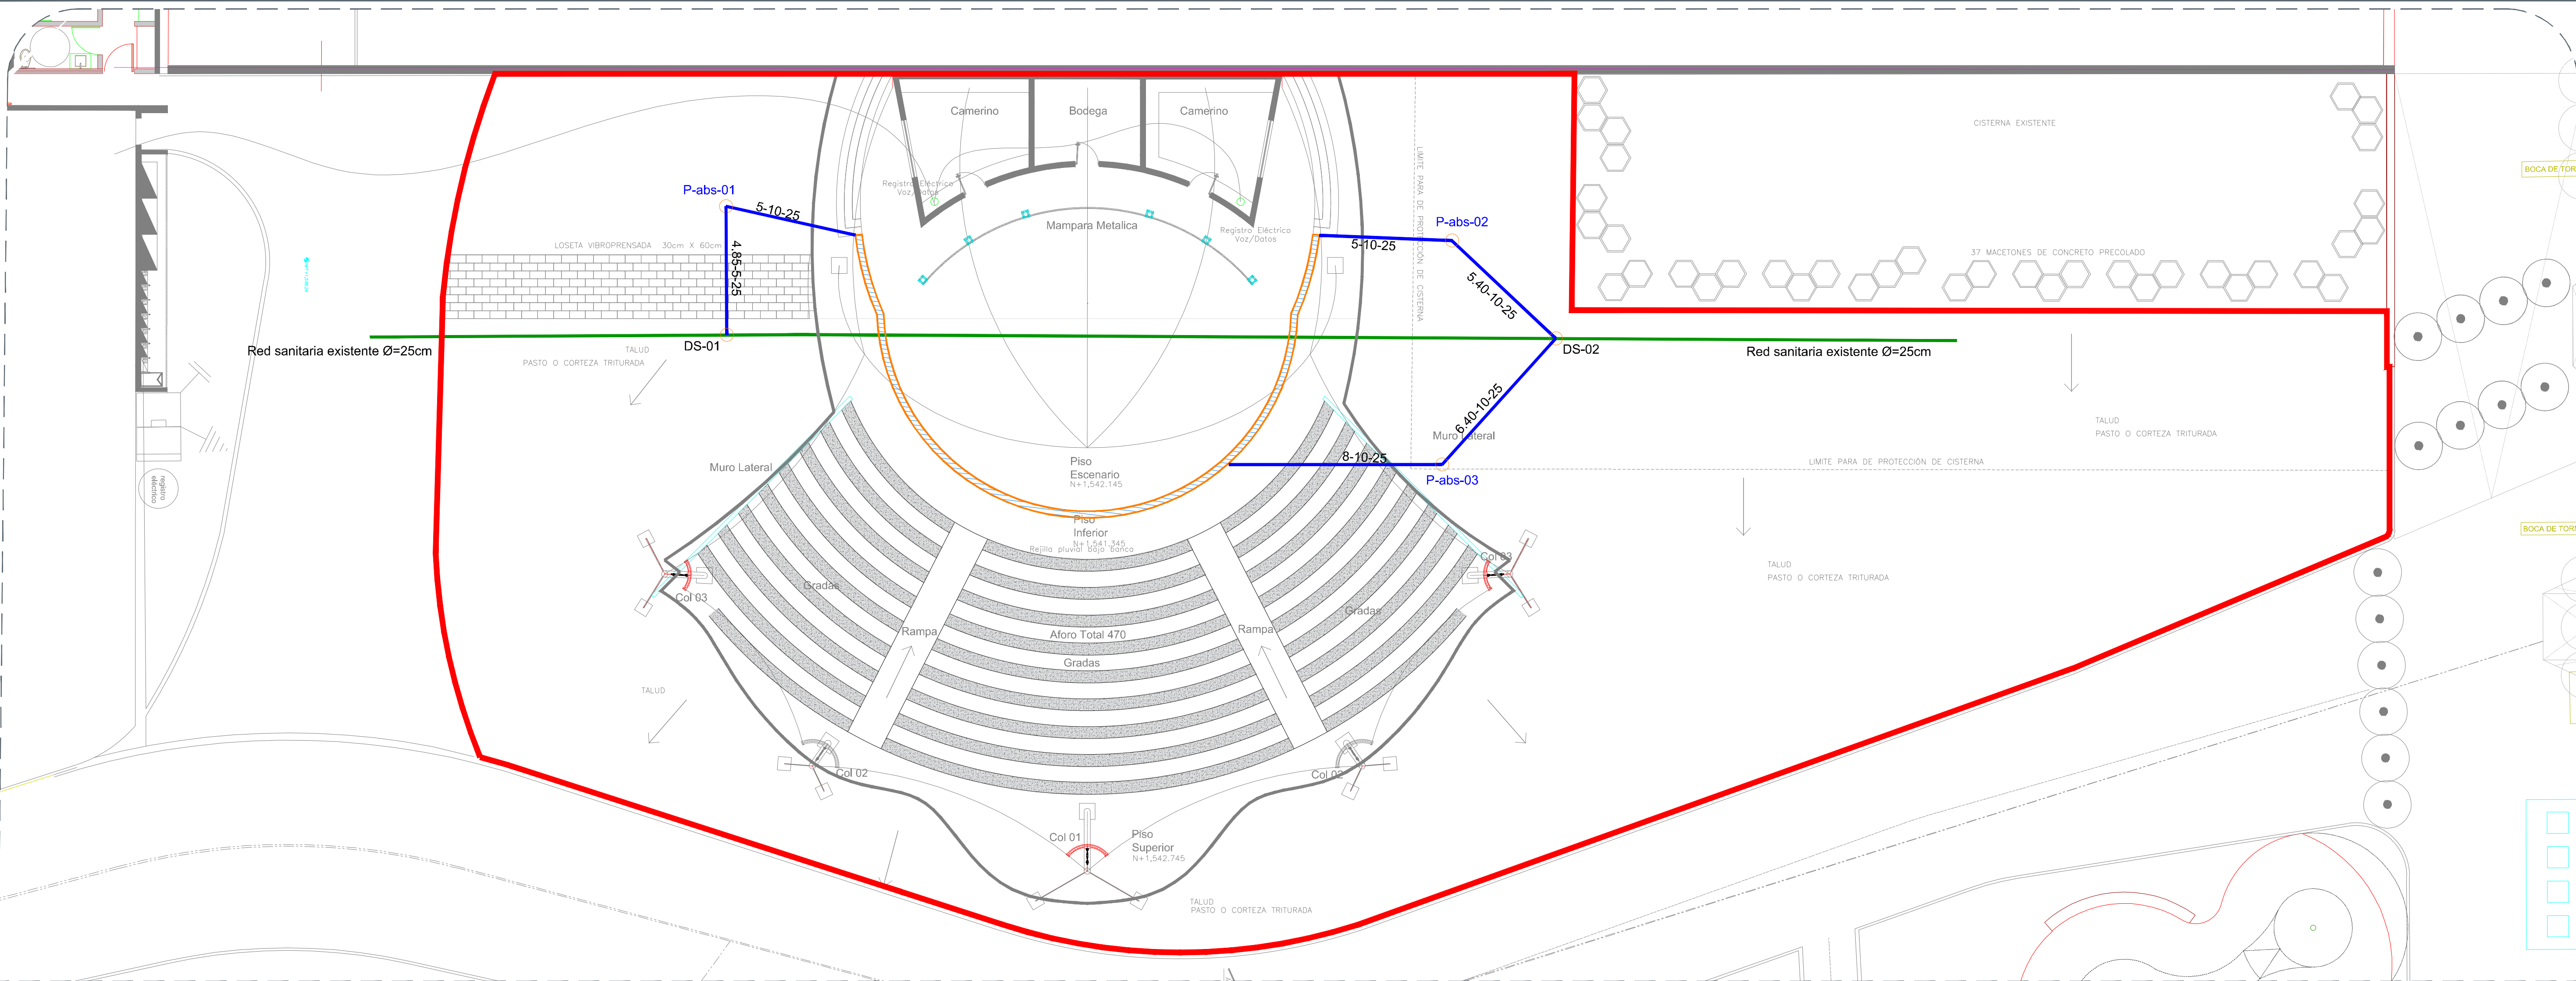 Camerino
Bodega
Camerino
CISTERNA EXISTENTE
BOCA DE TOR
LIMITE PARA DE PROTECCIÓN DE CISTERNA
Registro Eléctrico
Voz/Datos
P-abs-01
5-10-25
Mampara Metalica
Registro Eléctrico
Voz/Datos
P-abs-02
5-10-25
LOSETA VIBROPRENSADA 30cm X 60cm
4.85-5-25
37 MACETONES DE CONCRETO PRECOLADO
5.40-10-25
Red sanitaria existente Ø=25cm
DS-01
TALUD
PASTO O CORTEZA TRITURADA
DS-02
Red sanitaria existente Ø=25cm
6.40-10-25
TALUD
PASTO O CORTEZA TRITURADA
Muro Lateral
Muro Lateral
8-10-25
Piso
Escenario
N+1,542.145
LIMITE PARA DE PROTECCIÓN DE CISTERNA
P-abs-03
registro
eléctrico
Piso
Inferior
N+1,541.345
Rejilla pluvial bajo banca
BOCA DE TOR
Col 03
Col 03
TALUD
PASTO O CORTEZA TRITURADA
Gradas
Gradas
Rampa
Aforo Total 470
Rampa
Gradas
TALUD
Col 02
Col 02
Col 01
Piso
Superior
N+1,542.745
TALUD
PASTO O CORTEZA TRITURADA